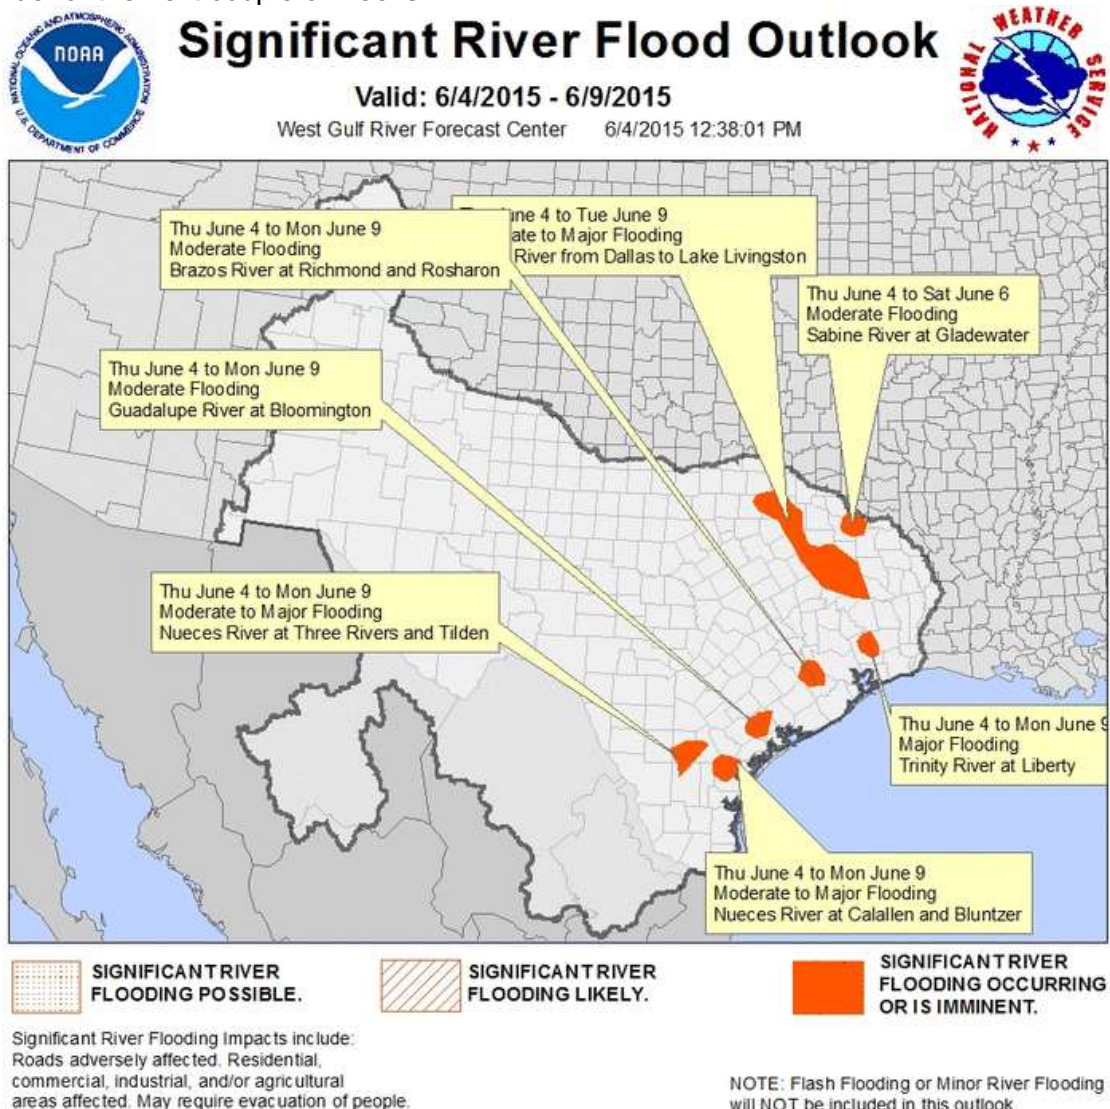 NATIONAL OCEANIC AND ATMOSPHERIC ADMINISTRATION
U.S. DEPARTMENT OF COMMERCE
NOAA
Significant River Flood Outlook
Valid: 6/4/2015 - 6/9/2015
West Gulf River Forecast Center 6/4/2015 12:38:01 PM
NATIONAL WEATHER SERVICE
Thu June 4 to Mon June 9
Moderate Flooding
Brazos River at Richmond and Rosharon
une 4 to Tue June 9
ate to Major Flooding
River from Dallas to Lake Livingston
Thu June 4 to Sat June 6
Moderate Flooding
Sabine River at Gladewater
Thu June 4 to Mon June 9
Moderate Flooding
Guadalupe River at Bloomington
Thu June 4 to Mon June 9
Moderate to Major Flooding
Nueces River at Three Rivers and Tilden
Thu June 4 to Mon June 9
Major Flooding
Trinity River at Liberty
Thu June 4 to Mon June 9
Moderate to Major Flooding
Nueces River at Calallen and Bluntzer
SIGNIFICANT RIVER
FLOODING POSSIBLE.
SIGNIFICANT RIVER
FLOODING LIKELY.
SIGNIFICANT RIVER
FLOODING OCCURRING
OR IS IMMINENT.
Significant River Flooding Impacts include:
Roads adversely affected. Residential,
commercial, industrial, and/or agricultural
areas affected. May require evacuation of people.
NOTE: Flash Flooding or Minor River Flooding
will NOT be included in this outlook.